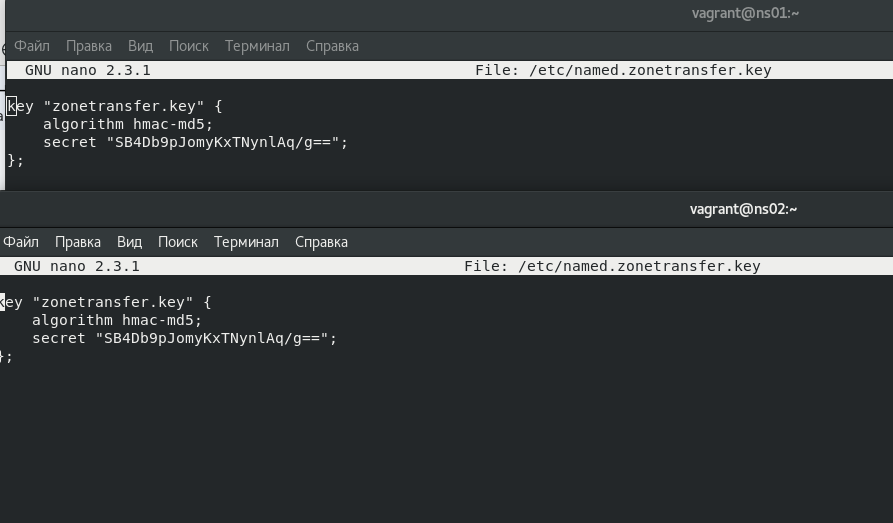 vagrant@ns01:~
Файл Правка Вид Поиск Терминал Справка
GNU nano 2.3.1 File: /etc/named.zonetransfer.key
key "zonetransfer.key" {
algorithm hmac-md5;
secret "SB4Db9pJomyKxTNynlAq/g==";
};
vagrant@ns02:~
Файл Правка Вид Поиск Терминал Справка
GNU nano 2.3.1 File: /etc/named.zonetransfer.key
key "zonetransfer.key" {
algorithm hmac-md5;
secret "SB4Db9pJomyKxTNynlAq/g==";
};